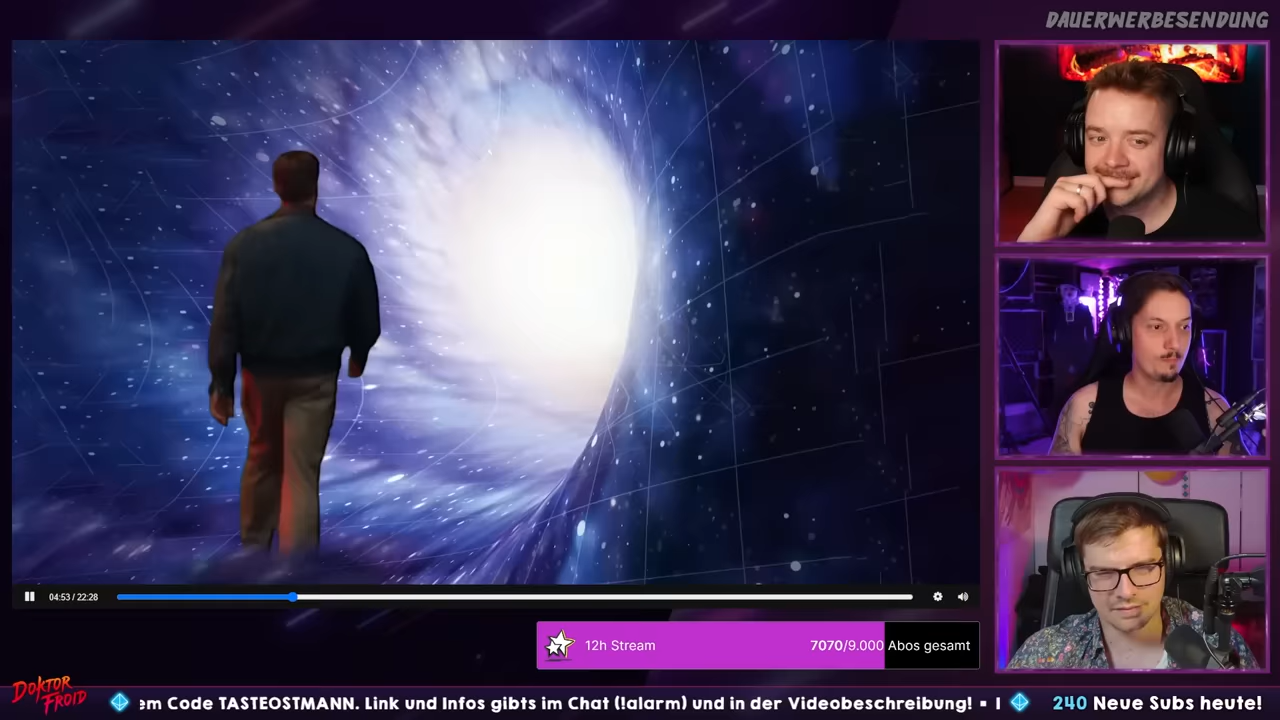 DAUERWERBESENDUNG
04:53 / 22:28
12h Stream 7070/9.000 Abos gesamt
DOKTOR
FROID
em Code TASTEOSTMANN. Link und Infos gibts im Chat (!alarm) und in der Videobeschreibung! 240 Neue Subs heute!